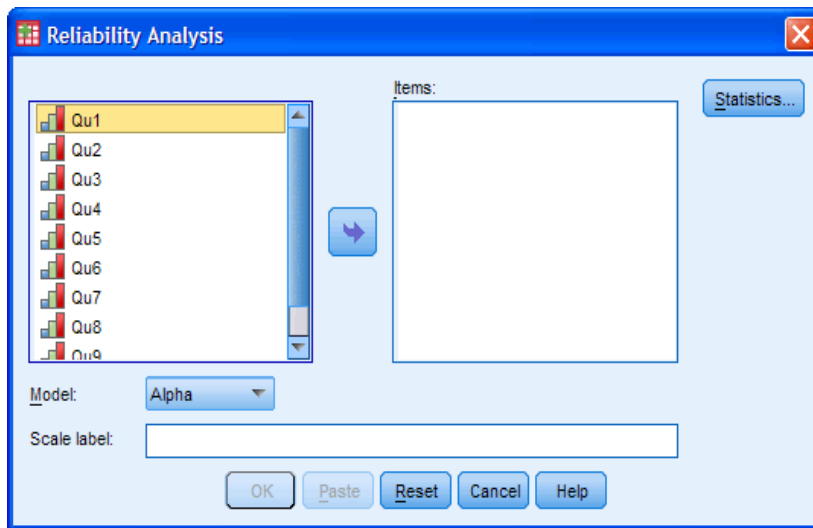 Reliability Analysis
Items:
Statistics...
Qu1
Qu2
Qu3
Qu4
Qu5
Qu6
Qu7
Qu8
Qu9
Model:
Alpha
Scale label:
OK
Paste
Reset
Cancel
Help